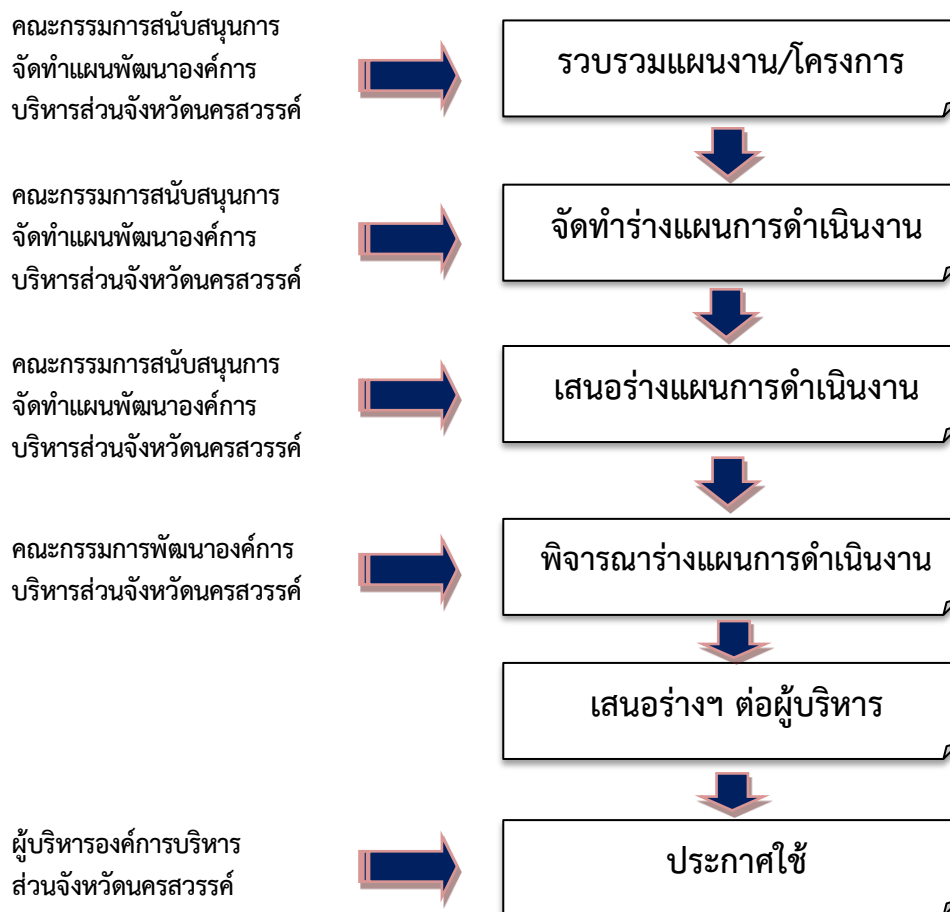 คณะกรรมการสนับสนุนการ
จัดทำแผนพัฒนาองค์การ
บริหารส่วนจังหวัดนครสวรรค์
รวบรวมแผนงาน/โครงการ
คณะกรรมการสนับสนุนการ
จัดทำแผนพัฒนาองค์การ
บริหารส่วนจังหวัดนครสวรรค์
จัดทำร่างแผนการดำเนินงาน
คณะกรรมการสนับสนุนการ
จัดทำแผนพัฒนาองค์การ
บริหารส่วนจังหวัดนครสวรรค์
เสนอร่างแผนการดำเนินงาน
คณะกรรมการพัฒนาองค์การ
บริหารส่วนจังหวัดนครสวรรค์
พิจารณาร่างแผนการดำเนินงาน
เสนอร่างฯ ต่อผู้บริหาร
ผู้บริหารองค์การบริหาร
ส่วนจังหวัดนครสวรรค์
ประกาศใช้